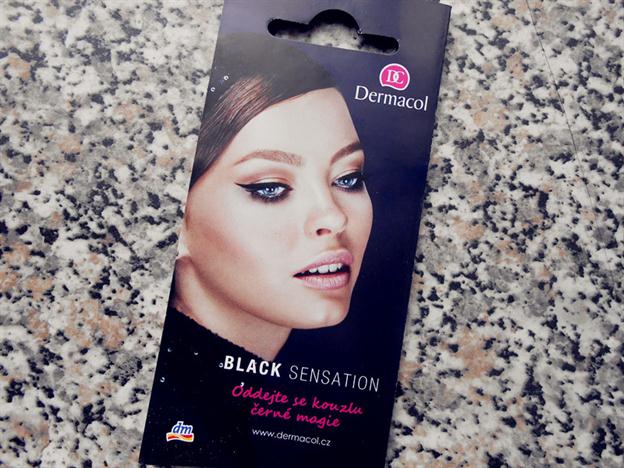 DC
Dermacol
BLACK SENSATION
Oddejte se kouzlu
černé magie
dm
www.dermacol.cz